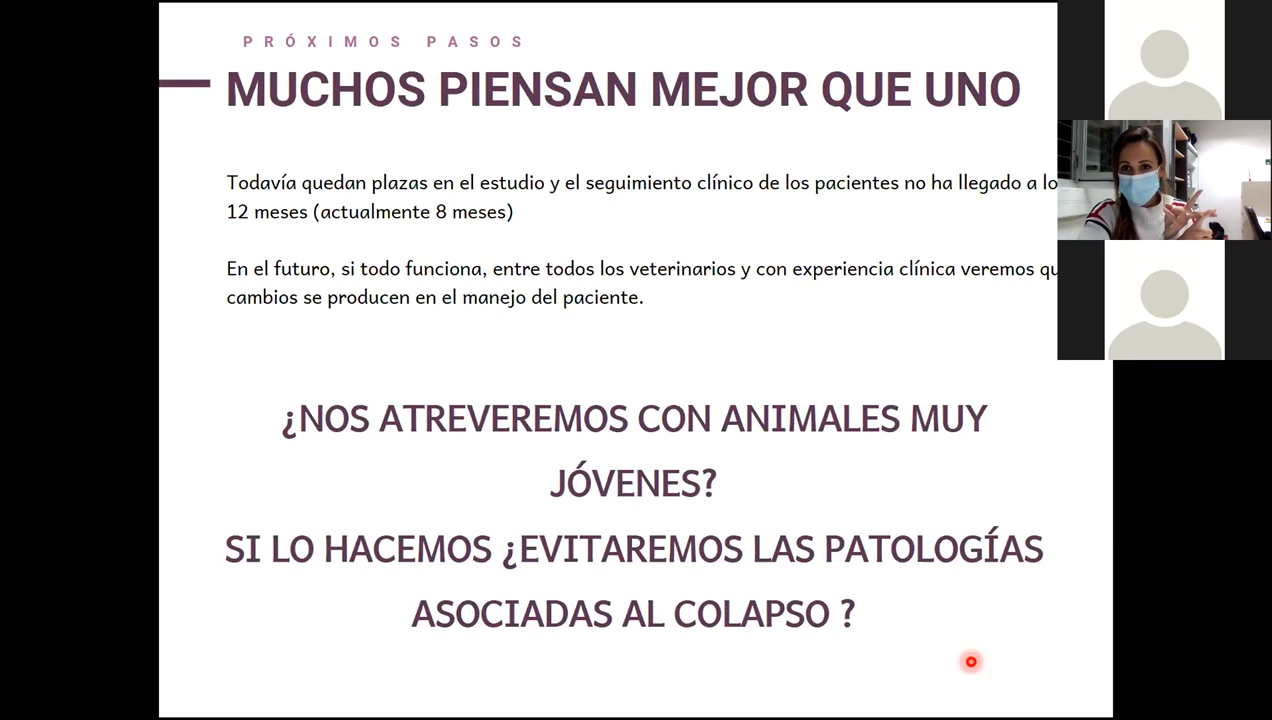 PRÓXIMOS PASOS
MUCHOS PIENSAN MEJOR QUE UNO
Todavía quedan plazas en el estudio y el seguimiento clínico de los pacientes no ha llegado a lo
12 meses (actualmente 8 meses)
En el futuro, si todo funciona, entre todos los veterinarios y con experiencia clínica veremos qu
cambios se producen en el manejo del paciente.
¿NOS ATREVEREMOS CON ANIMALES MUY
JÓVENES?
SI LO HACEMOS ¿EVITAREMOS LAS PATOLOGÍAS
ASOCIADAS AL COLAPSO ?